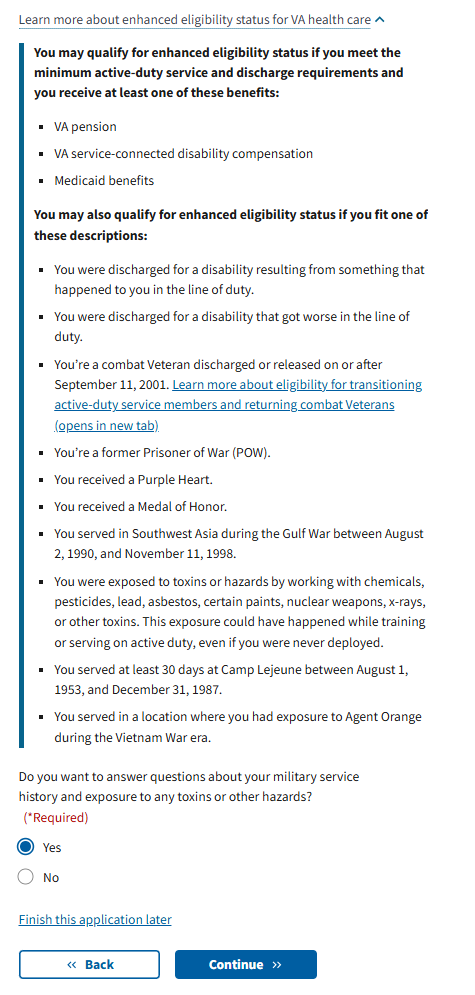 Learn more about enhanced eligibility status for VA health care
You may qualify for enhanced eligibility status if you meet the
minimum active-duty service and discharge requirements and
you receive at least one of these benefits:
VA pension
VA service-connected disability compensation
Medicaid benefits
You may also qualify for enhanced eligibility status if you fit one of
these descriptions:
You were discharged for a disability resulting from something that
happened to you in the line of duty.
You were discharged for a disability that got worse in the line of
duty.
You’re a combat Veteran discharged or released on or after
September 11, 2001. Learn more about eligibility for transitioning
active-duty service members and returning combat Veterans
(opens in new tab)
You’re a former Prisoner of War (POW).
You received a Purple Heart.
You received a Medal of Honor.
You served in Southwest Asia during the Gulf War between August
2, 1990, and November 11, 1998.
You were exposed to toxins or hazards by working with chemicals,
pesticides, lead, asbestos, certain paints, nuclear weapons, x-rays,
or other toxins. This exposure could have happened while training
or serving on active duty, even if you were never deployed.
You served at least 30 days at Camp Lejeune between August 1,
1953, and December 31, 1987.
You served in a location where you had exposure to Agent Orange
during the Vietnam War era.
Do you want to answer questions about your military service
history and exposure to any toxins or other hazards?
(*Required)
Yes
No
Finish this application later
« Back
Continue »